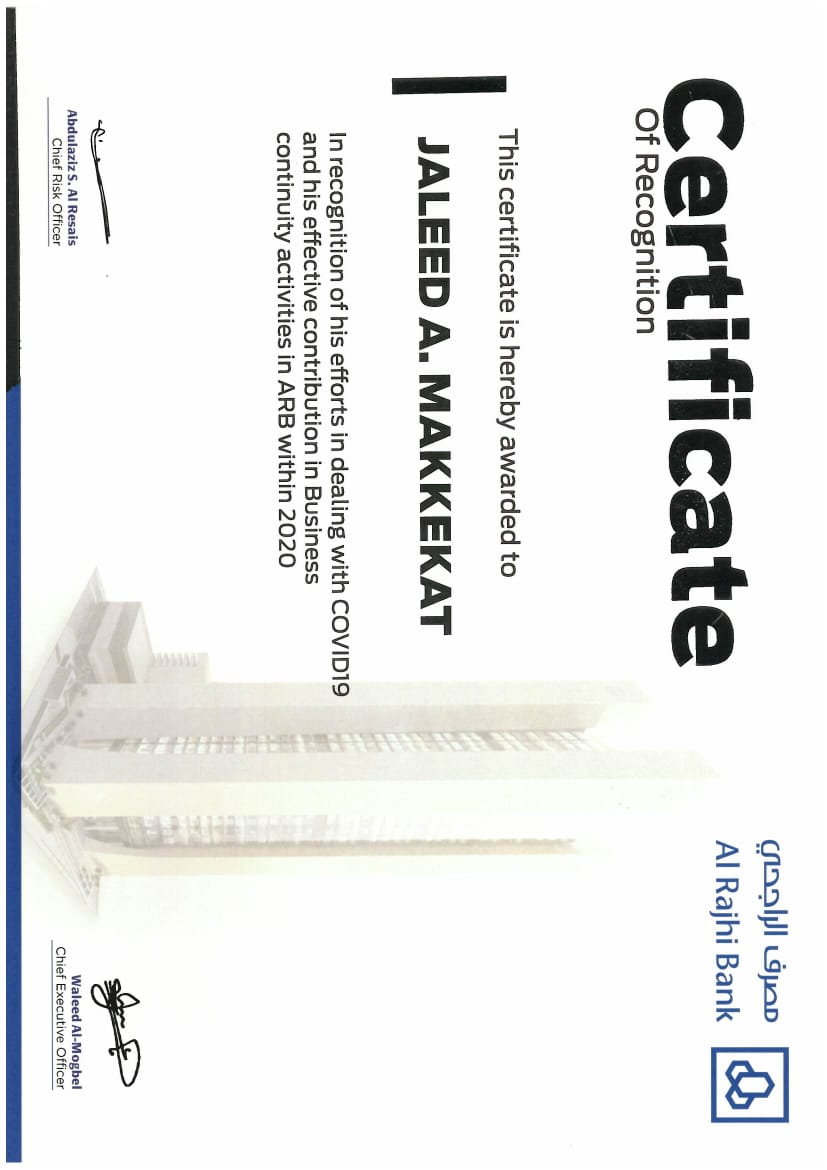 مصرف الراجحي
Al Rajhi Bank
Certificate
Of Recognition
This certificate is hereby awarded to
JALEED A. MAKKEKAT
In recognition of his efforts in dealing with COVID19
and his effective contribution in Business
continuity activities in ARB within 2020
Abdulaziz S. Al Resais
Chief Risk Officer
Waleed Al-Mogbel
Chief Executive Officer